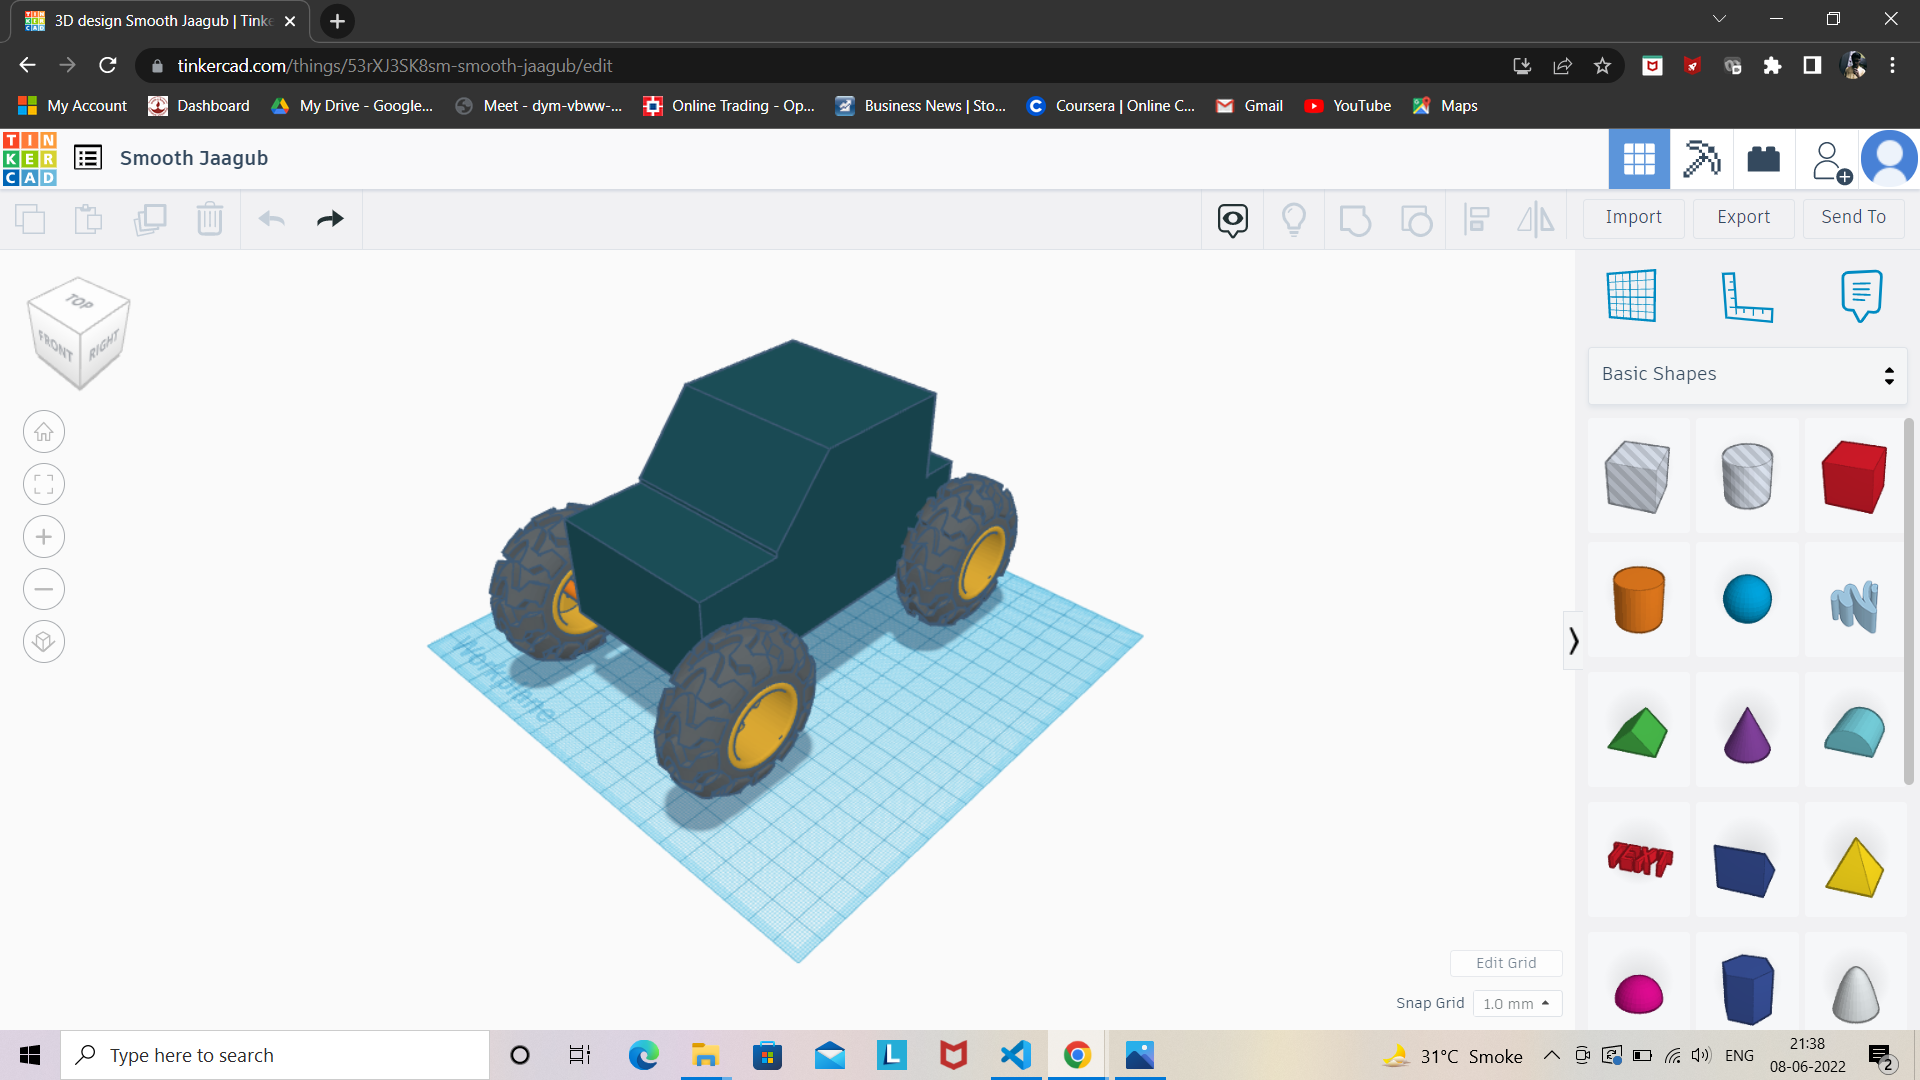 3D design Smooth Jaagub | Tinke
tinkercad.com/things/53rXJ3SK8sm-smooth-jaagub/edit
My Account
Dashboard
My Drive - Google...
Meet - dym-vbww-...
Online Trading - Op...
Business News | Sto...
Coursera | Online C...
Gmail
YouTube
Maps
TIN
KER
CAD
Smooth Jaagub
Import
Export
Send To
TOP
FRONT
RIGHT
Basic Shapes
Workplane
TEXT
Edit Grid
Snap Grid
1.0 mm
Type here to search
L
31°C Smoke
ENG
21:38
08-06-2022
2